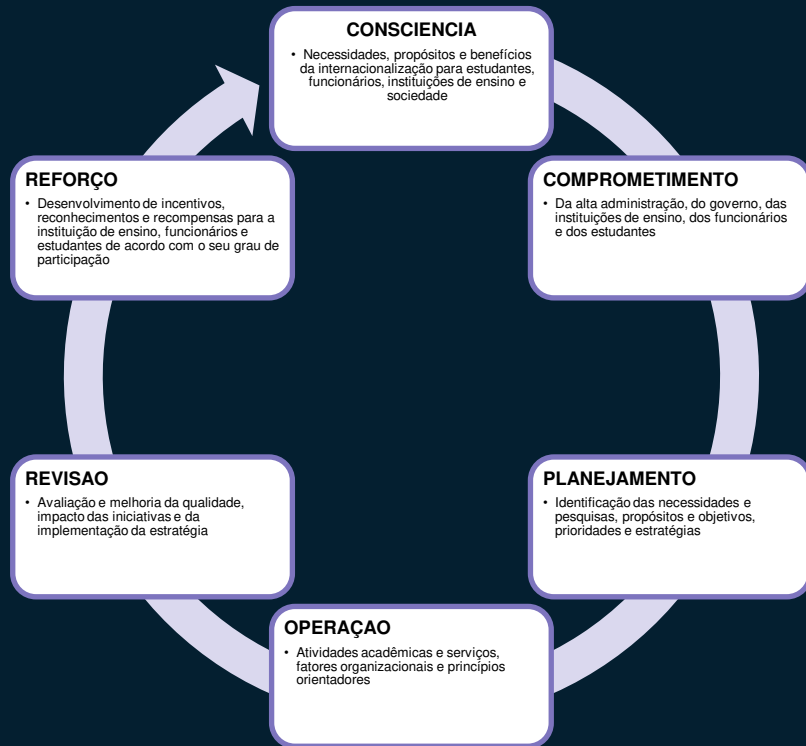 CONSCIENCIA
• Necessidades, propósitos e benefícios
da internacionalização para estudantes,
funcionários, instituições de ensino e
sociedade
COMPROMETIMENTO
• Da alta administração, do governo, das
instituições de ensino, dos funcionários
e dos estudantes
PLANEJAMENTO
• Identificação das necessidades e
pesquisas, propósitos e objetivos,
prioridades e estratégias
OPERAÇAO
• Atividades acadêmicas e serviços,
fatores organizacionais e princípios
orientadores
REVISAO
• Avaliação e melhoria da qualidade,
impacto das iniciativas e da
implementação da estratégia
REFORÇO
• Desenvolvimento de incentivos,
reconhecimentos e recompensas para a
instituição de ensino, funcionários e
estudantes de acordo com o seu grau de
participação